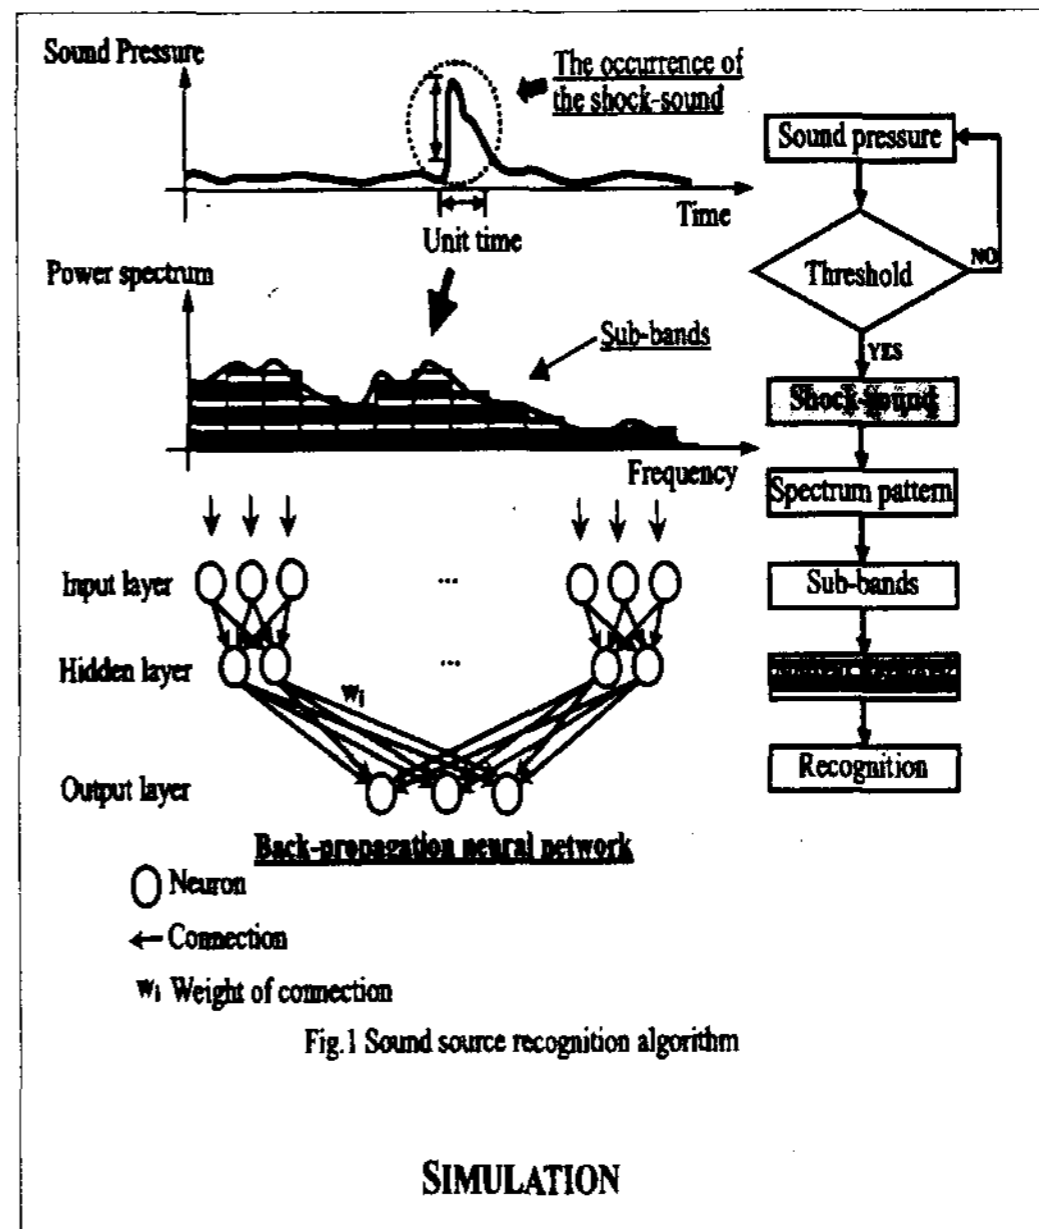 Sound Pressure
The occurrence of
the shock-sound
Time
Unit time
Power spectrum
Sub-bands
Frequency
Input layer
...
Hidden layer
...
wi
Output layer
Back-propagation neural network
Neuron
Connection
wi Weight of connection
Sound pressure
Threshold
NO
YES
Shock-sound
Spectrum pattern
Sub-bands
Recognition
Fig.1 Sound source recognition algorithm
SIMULATION